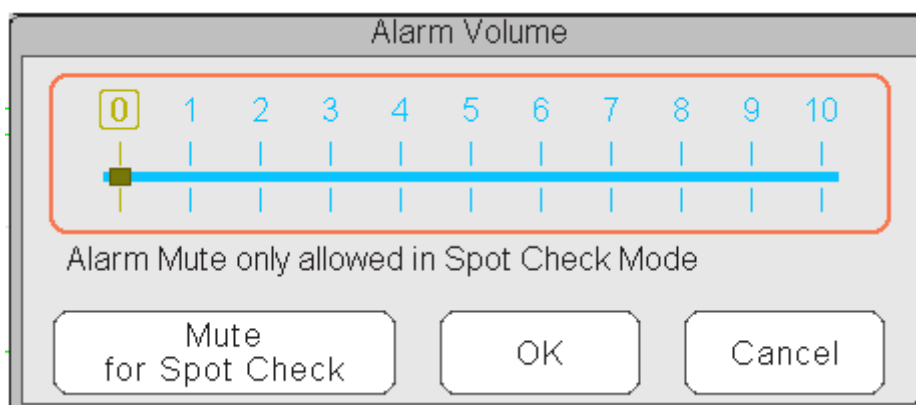 Alarm Volume
0 1 2 3 4 5 6 7 8 9 10
Alarm Mute only allowed in Spot Check Mode
Mute
for Spot Check
OK
Cancel